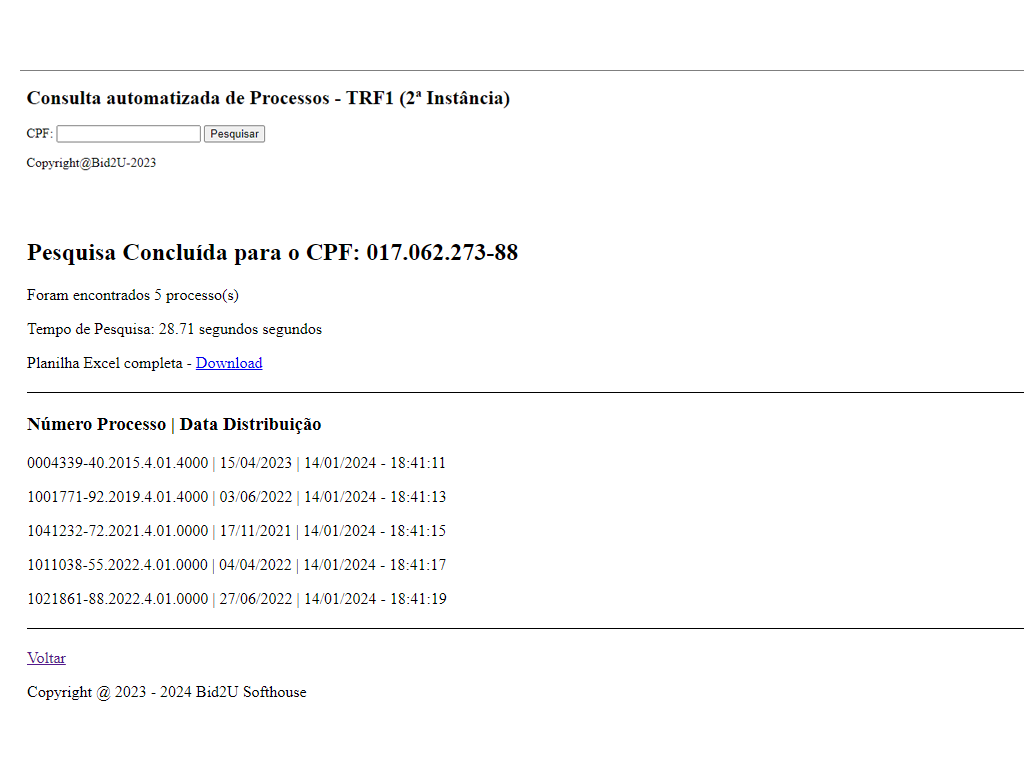 Consulta automatizada de Processos - TRF1 (2ª Instância)
CPF: Pesquisar
Copyright@Bid2U-2023
Pesquisa Concluída para o CPF: 017.062.273-88
Foram encontrados 5 processo(s)
Tempo de Pesquisa: 28.71 segundos segundos
Planilha Excel completa - Download
Número Processo | Data Distribuição
0004339-40.2015.4.01.4000 | 15/04/2023 | 14/01/2024 - 18:41:11
1001771-92.2019.4.01.4000 | 03/06/2022 | 14/01/2024 - 18:41:13
1041232-72.2021.4.01.0000 | 17/11/2021 | 14/01/2024 - 18:41:15
1011038-55.2022.4.01.0000 | 04/04/2022 | 14/01/2024 - 18:41:17
1021861-88.2022.4.01.0000 | 27/06/2022 | 14/01/2024 - 18:41:19
Voltar
Copyright @ 2023 - 2024 Bid2U Softhouse